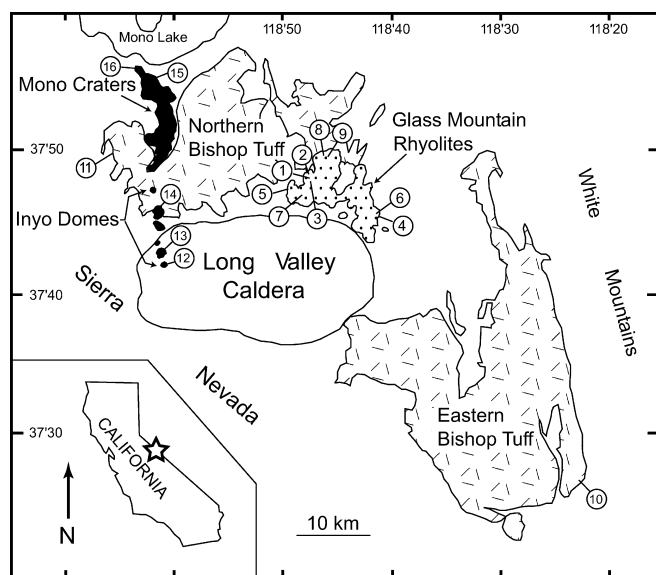 Mono Lake
118'50
118'40
118'30
118'20
16
15
Mono Craters
8
9
Glass Mountain
Rhyolites
Northern
Bishop Tuff
37'50
2
1
11
5
6
14
7
3
4
White
Mountains
Inyo Domes
13
12
Long Valley
Caldera
Sierra
Nevada
37'40
37'30
Eastern
Bishop Tuff
10
CALIFORNIA
N
10 km